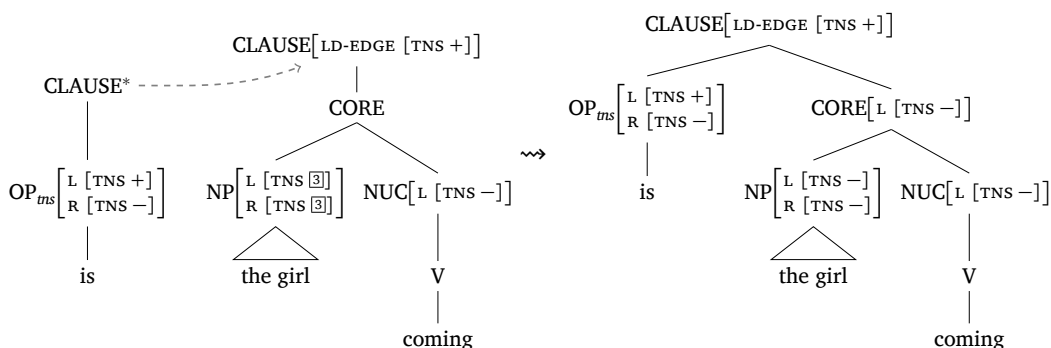 CLAUSE[LD-EDGE [TNS +]]
CLAUSE*
CORE
OPtns[L [TNS +] R [TNS −]]
NP[L [TNS 3] R [TNS 3]]
NUC[L [TNS −]]
is
the girl
V
coming
⇝
CLAUSE[LD-EDGE [TNS +]]
OPtns[L [TNS +] R [TNS −]]
CORE[L [TNS −]]
is
NP[L [TNS −] R [TNS −]]
NUC[L [TNS −]]
the girl
V
coming